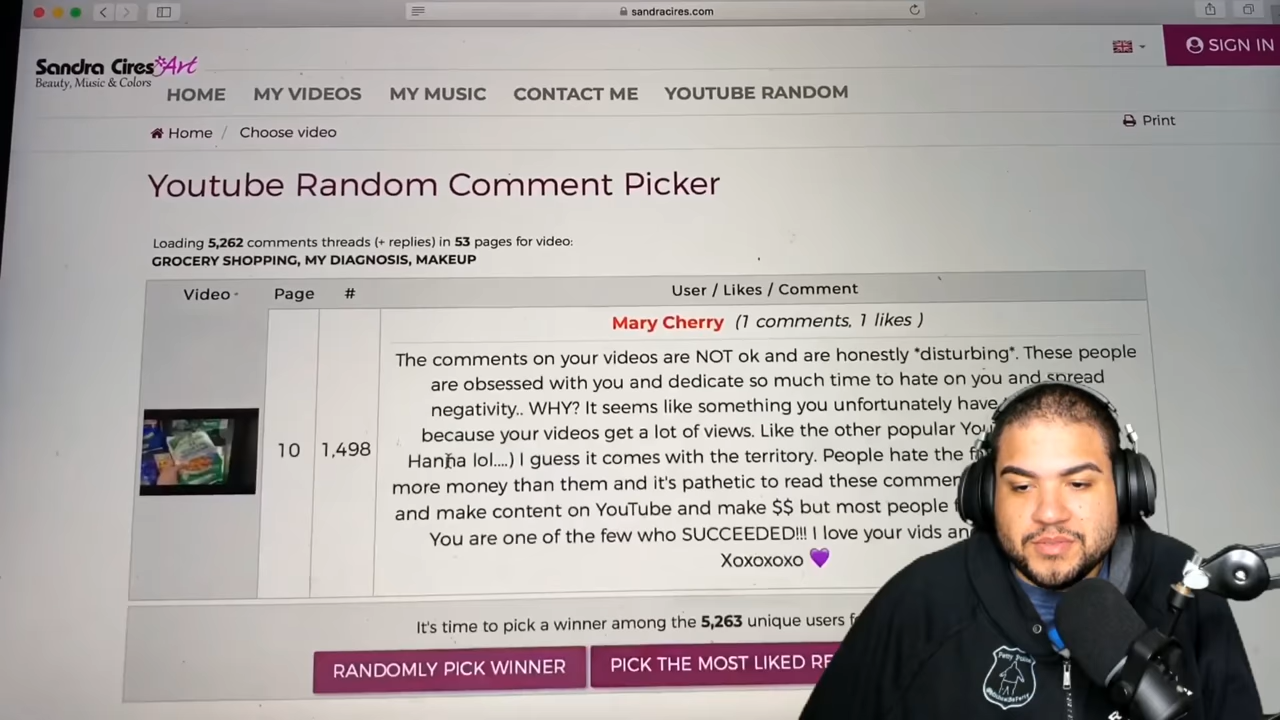 sandracires.com
Sandra Cires Art
Beauty, Music & Colors
SIGN IN
HOME MY VIDEOS MY MUSIC CONTACT ME YOUTUBE RANDOM
Home / Choose video
Print
Youtube Random Comment Picker
Loading 5,262 comments threads (+ replies) in 53 pages for video:
GROCERY SHOPPING, MY DIAGNOSIS, MAKEUP
Video Page # User / Likes / Comment
Mary Cherry (1 comments, 1 likes )
The comments on your videos are NOT ok and are honestly *disturbing*. These people
are obsessed with you and dedicate so much time to hate on you and spread
negativity.. WHY? It seems like something you unfortunately have
because your videos get a lot of views. Like the other popular
Hanna lol....) I guess it comes with the territory. People hate the
more money than them and it's pathetic to read these
and make content on YouTube and make $$ but most people
You are one of the few who SUCCEEDED!!! I love your vids
Xoxoxoxo 💜
10 1,498
It's time to pick a winner among the 5,263 unique users
RANDOMLY PICK WINNER
PICK THE MOST LIKED